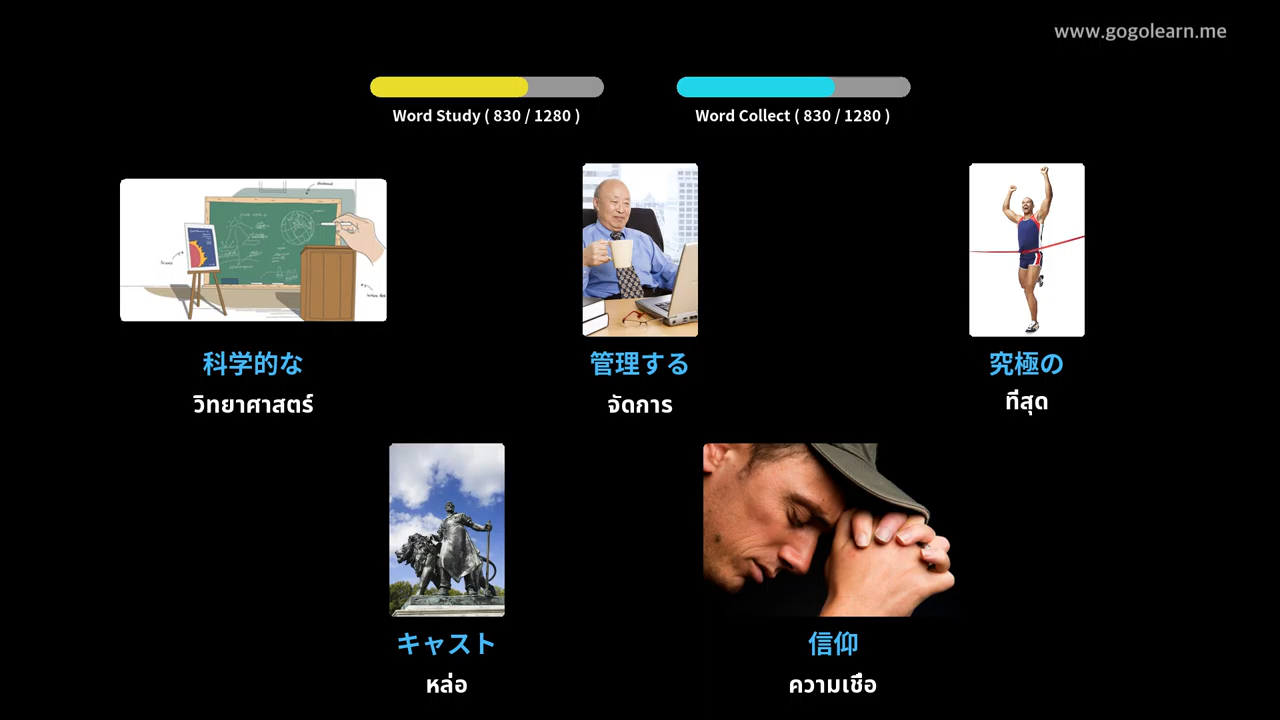 www.gogolearn.me
Word Study ( 830 / 1280 )
Word Collect ( 830 / 1280 )
科学的な
วิทยาศาสตร์
管理する
จัดการ
究極の
ที่สุด
キャスト
หล่อ
信仰
ความเชื่อ